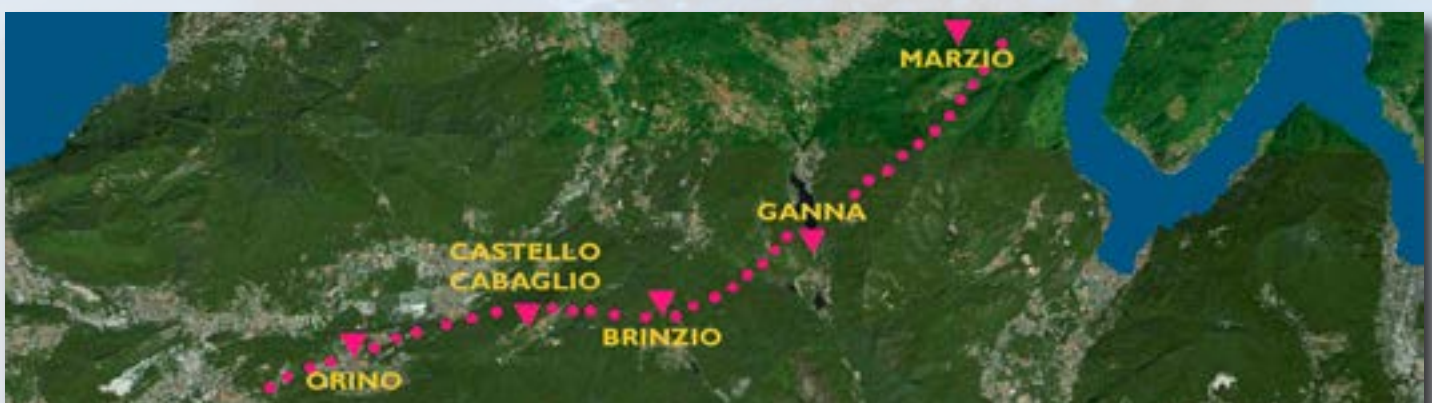 MARZIO
GANNA
CASTELLO
CABAGLIO
BRINZIO
ORINO